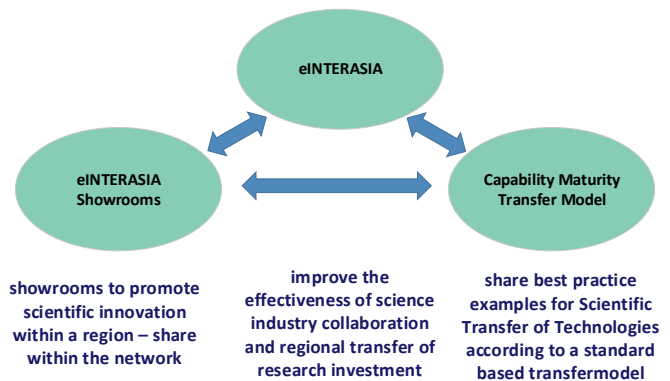 eINTERASIA
eINTERASIA
Showrooms
Capability Maturity
Transfer Model
showrooms to promote
scientific innovation
within a region – share
within the network
improve the
effectiveness of science
industry collaboration
and regional transfer of
research investment
share best practice
examples for Scientific
Transfer of Technologies
according to a standard
based transfermodel